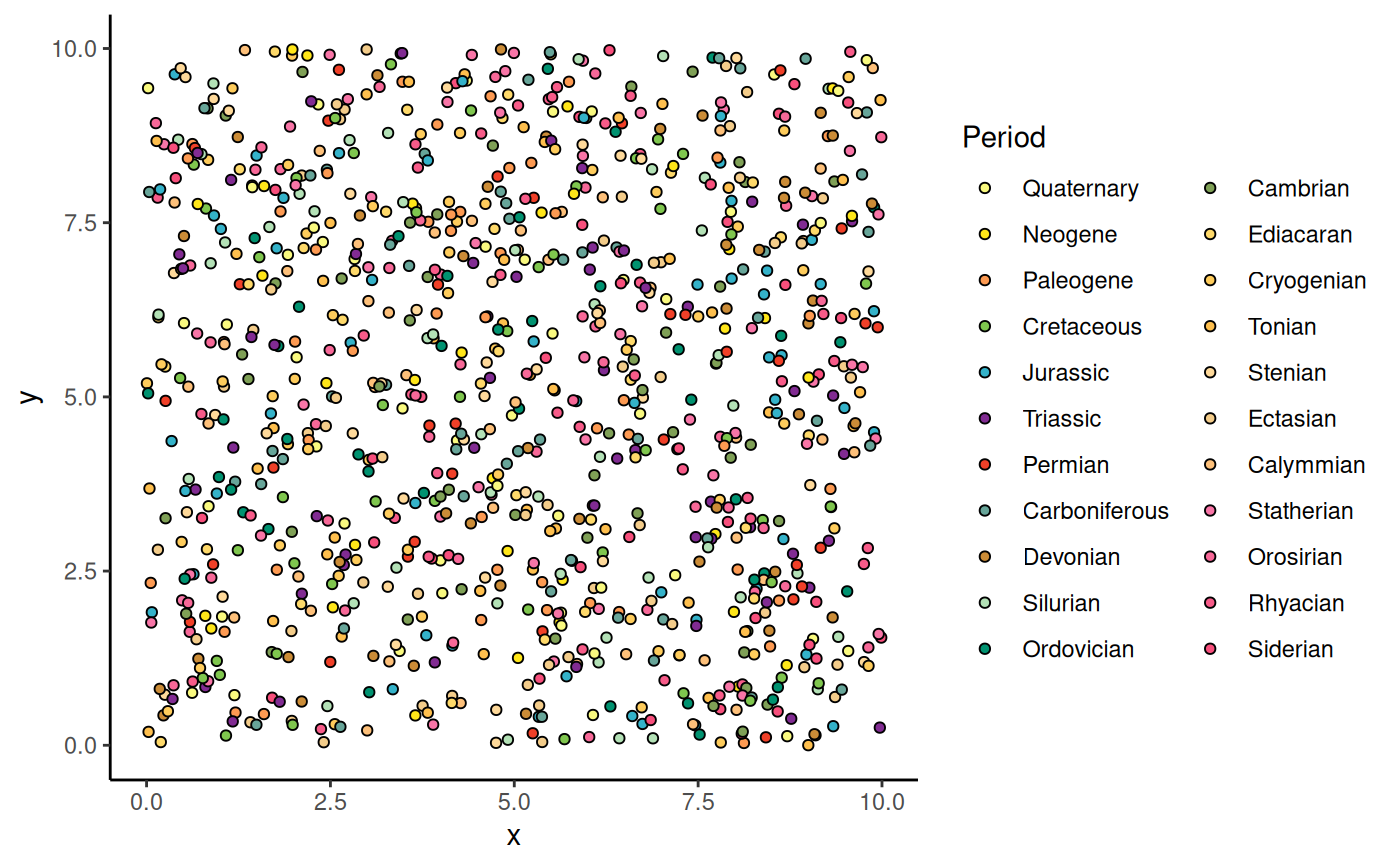 10.0
7.5
5.0
2.5
0.0
y
0.0 2.5 5.0 7.5 10.0
x
Period
Quaternary
Neogene
Paleogene
Cretaceous
Jurassic
Triassic
Permian
Carboniferous
Devonian
Silurian
Ordovician
Cambrian
Ediacaran
Cryogenian
Tonian
Stenian
Ectasian
Calymmian
Statherian
Orosirian
Rhyacian
Siderian